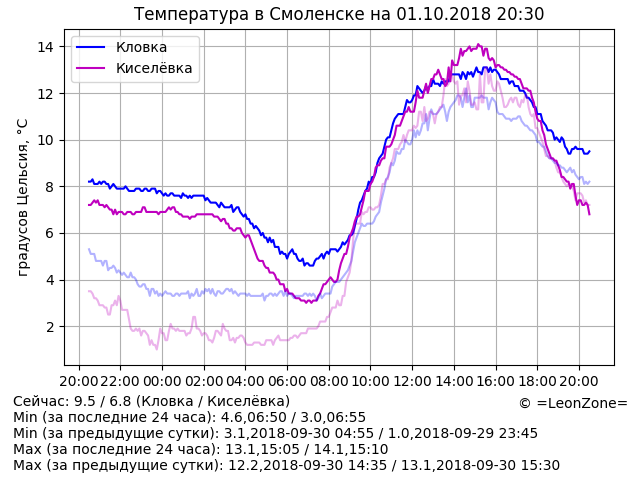 Температура в Смоленске на 01.10.2018 20:30
Кловка
Киселёвка
градусов Цельсия, °C
14
12
10
8
6
4
2
20:00 22:00 00:00 02:00 04:00 06:00 08:00 10:00 12:00 14:00 16:00 18:00 20:00
Сейчас: 9.5 / 6.8 (Кловка / Киселёвка)
© =LeonZone=
Min (за последние 24 часа): 4.6,06:50 / 3.0,06:55
Min (за предыдущие сутки): 3.1,2018-09-30 04:55 / 1.0,2018-09-29 23:45
Max (за последние 24 часа): 13.1,15:05 / 14.1,15:10
Max (за предыдущие сутки): 12.2,2018-09-30 14:35 / 13.1,2018-09-30 15:30